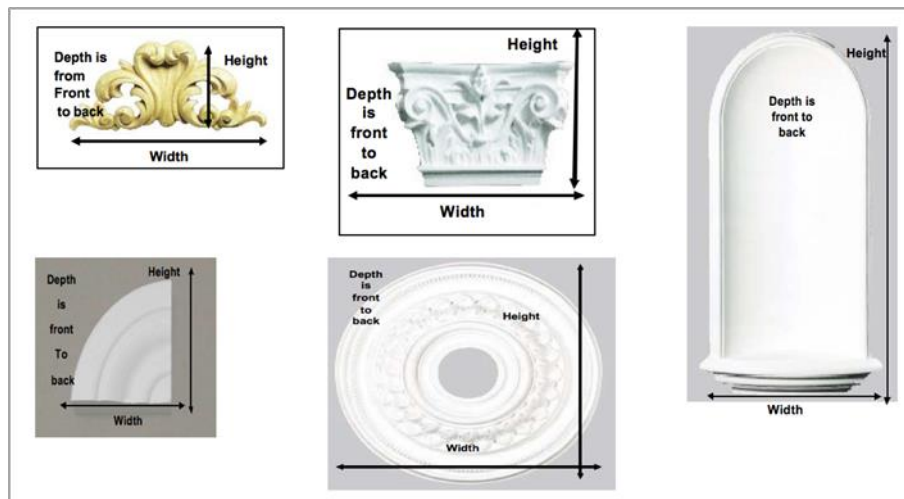 Depth is
from
Front
to back
Height
Width
Height
Depth
is
front
to
back
Width
Height
Depth is
front to
back
Width
Depth
is
front
To
back
Height
Width
Depth
is
front
to
back
Height
Width